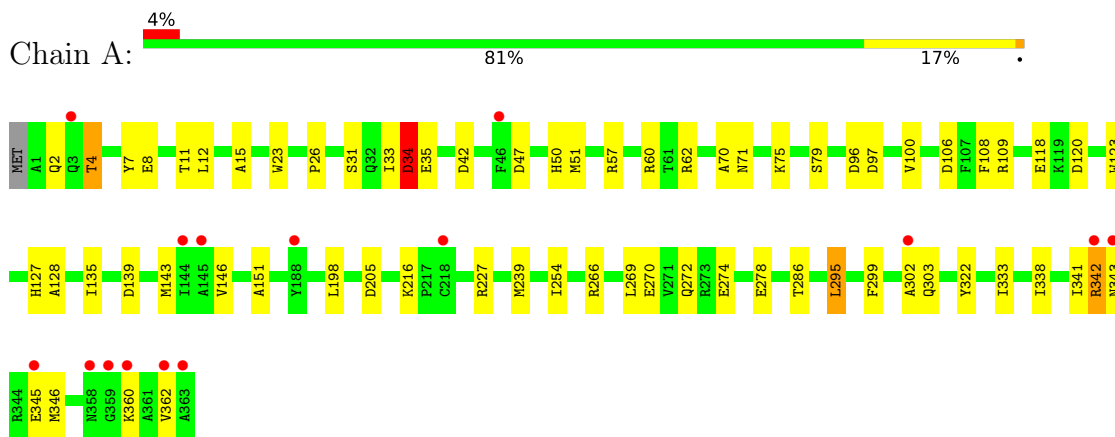 4%
Chain A:
81% 17% •
MET A1 Q2 Q3 T4 Y7 E8 T11 L12 A15 W23 P26 S31 Q32 I33 D34 E35 D42 F46 D47 H50 M51 R57 R60 T61 R62 A70 N71 K75 S79 D96 D97 V100 D106 F107 F108 R109 E118 K119 D120 W123
H127 A128 I135 D139 M143 I144 A145 V146 A151 Y188 L198 D205 K216 P217 C218 R227 M239 I254 R266 L269 E270 V271 Q272 R273 E274 E278 T286 L295 F299 A302 Q303 Y322 I333 I338 I341 R342 N343
R344 E345 M346 N358 G359 K360 A361 V362 A363